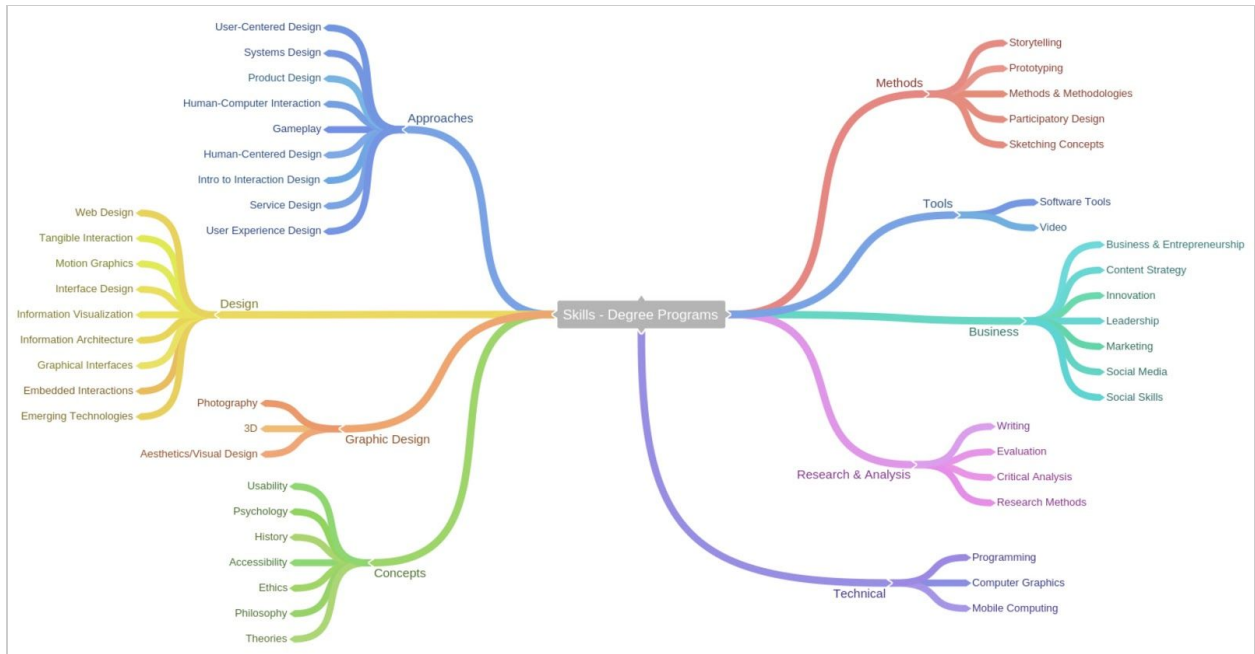 Skills - Degree Programs
Approaches
User-Centered Design
Systems Design
Product Design
Human-Computer Interaction
Gameplay
Human-Centered Design
Intro to Interaction Design
Service Design
User Experience Design
Design
Web Design
Tangible Interaction
Motion Graphics
Interface Design
Information Visualization
Information Architecture
Graphical Interfaces
Embedded Interactions
Emerging Technologies
Graphic Design
Photography
3D
Aesthetics/Visual Design
Concepts
Usability
Psychology
History
Accessibility
Ethics
Philosophy
Theories
Methods
Storytelling
Prototyping
Methods & Methodologies
Participatory Design
Sketching Concepts
Tools
Software Tools
Video
Business
Business & Entrepreneurship
Content Strategy
Innovation
Leadership
Marketing
Social Media
Social Skills
Research & Analysis
Writing
Evaluation
Critical Analysis
Research Methods
Technical
Programming
Computer Graphics
Mobile Computing